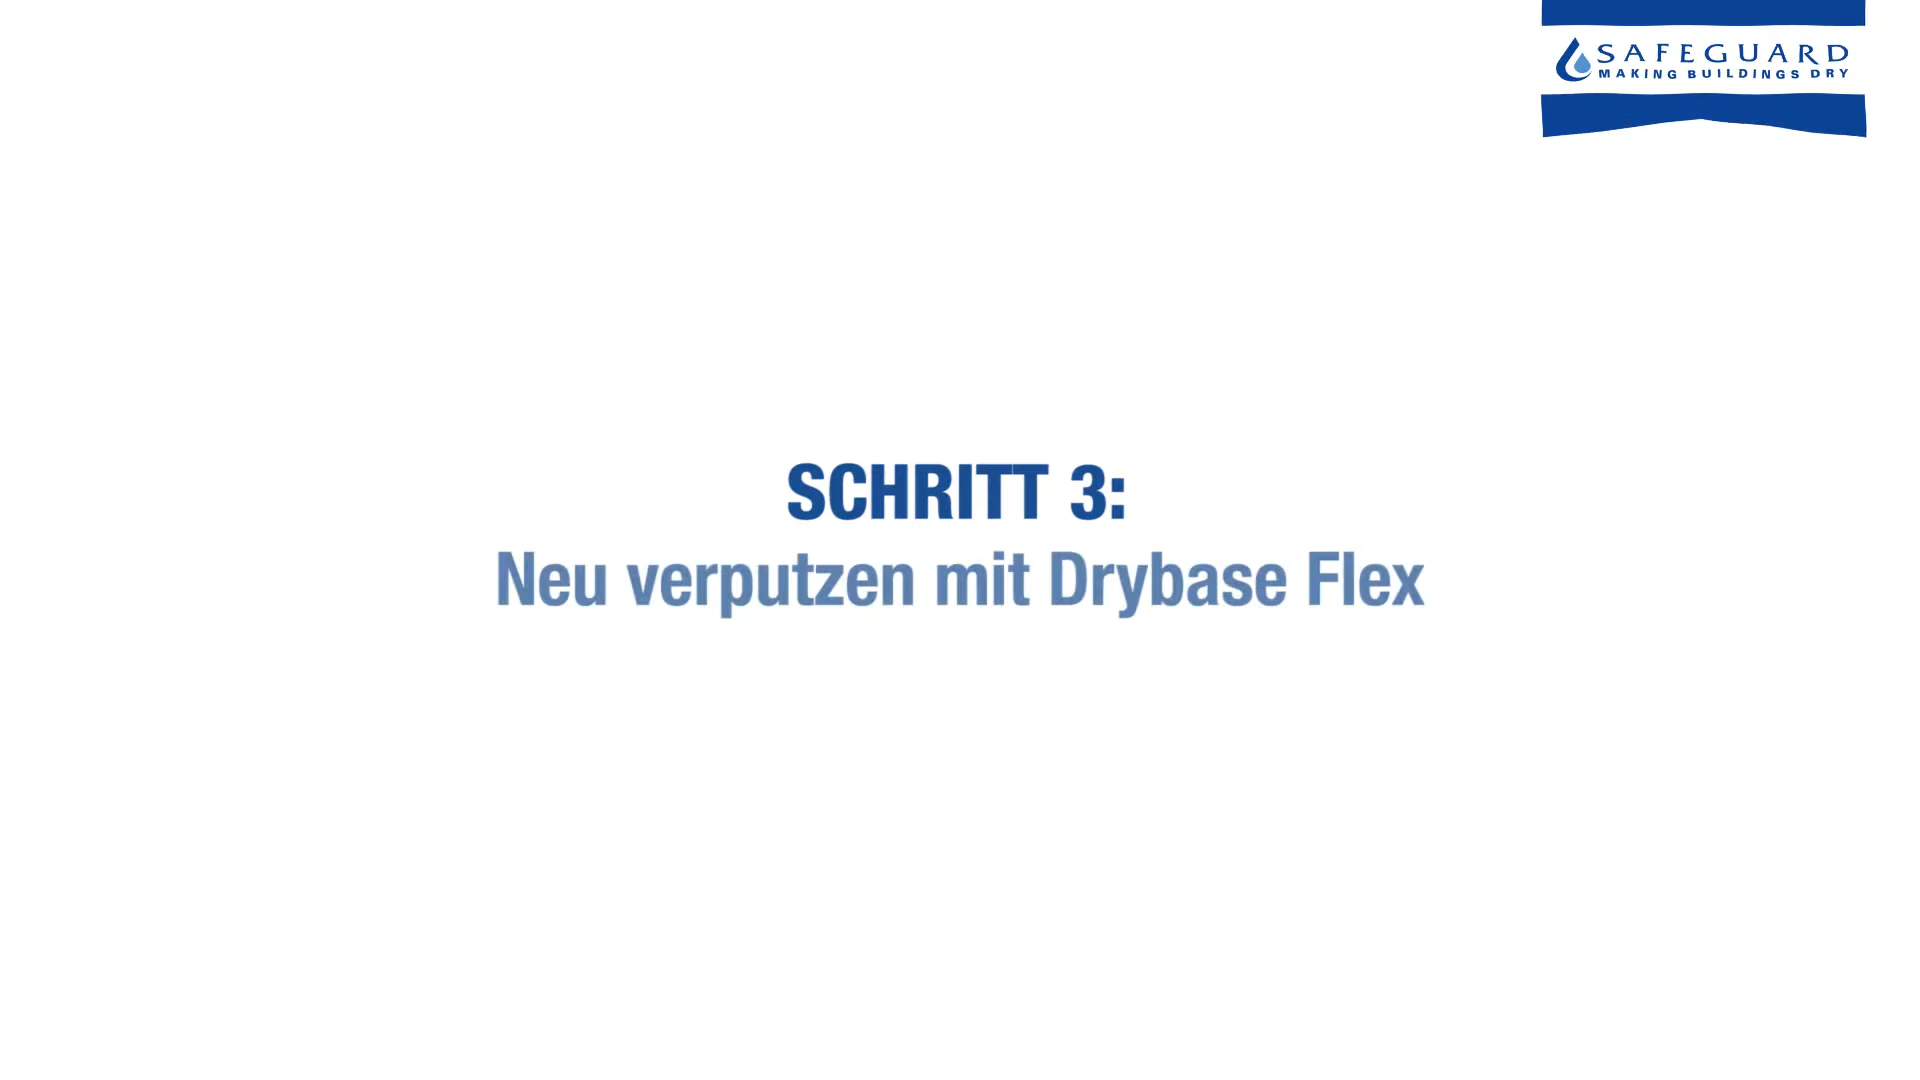 SAFEGUARD
MAKING BUILDINGS DRY
SCHRITT 3:
Neu verputzen mit Drybase Flex